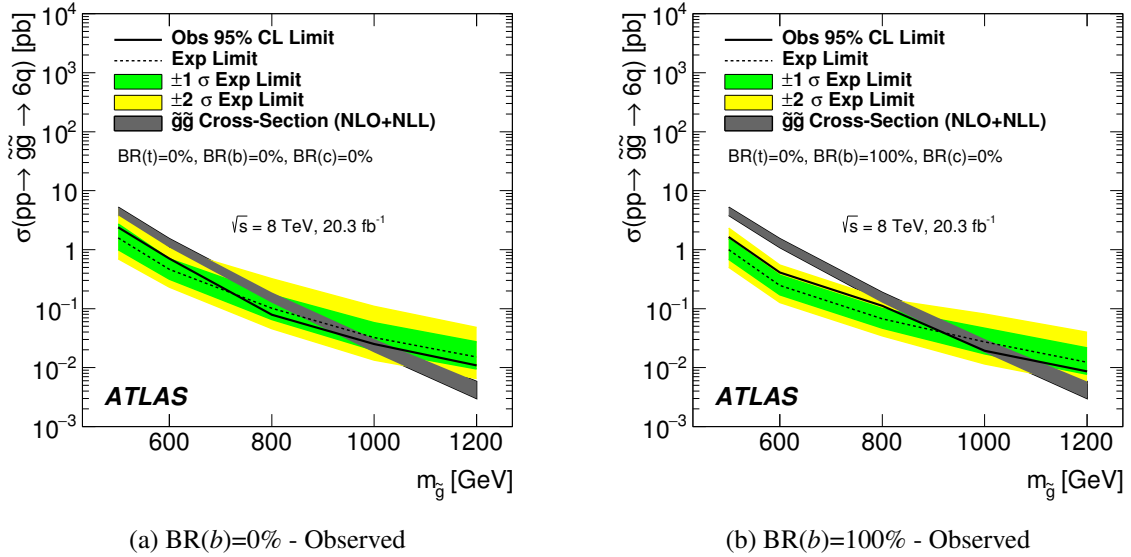 σ(pp→ g̃g̃ → 6q) [pb]
10⁴
10³
10²
10
1
10⁻¹
10⁻²
10⁻³
Obs 95% CL Limit
Exp Limit
±1 σ Exp Limit
±2 σ Exp Limit
g̃g̃ Cross-Section (NLO+NLL)
BR(t)=0%, BR(b)=0%, BR(c)=0%
√s = 8 TeV, 20.3 fb⁻¹
ATLAS
600 800 1000 1200
m_g̃ [GeV]
(a) BR(b)=0% - Observed
σ(pp→ g̃g̃ → 6q) [pb]
10⁴
10³
10²
10
1
10⁻¹
10⁻²
10⁻³
Obs 95% CL Limit
Exp Limit
±1 σ Exp Limit
±2 σ Exp Limit
g̃g̃ Cross-Section (NLO+NLL)
BR(t)=0%, BR(b)=100%, BR(c)=0%
√s = 8 TeV, 20.3 fb⁻¹
ATLAS
600 800 1000 1200
m_g̃ [GeV]
(b) BR(b)=100% - Observed